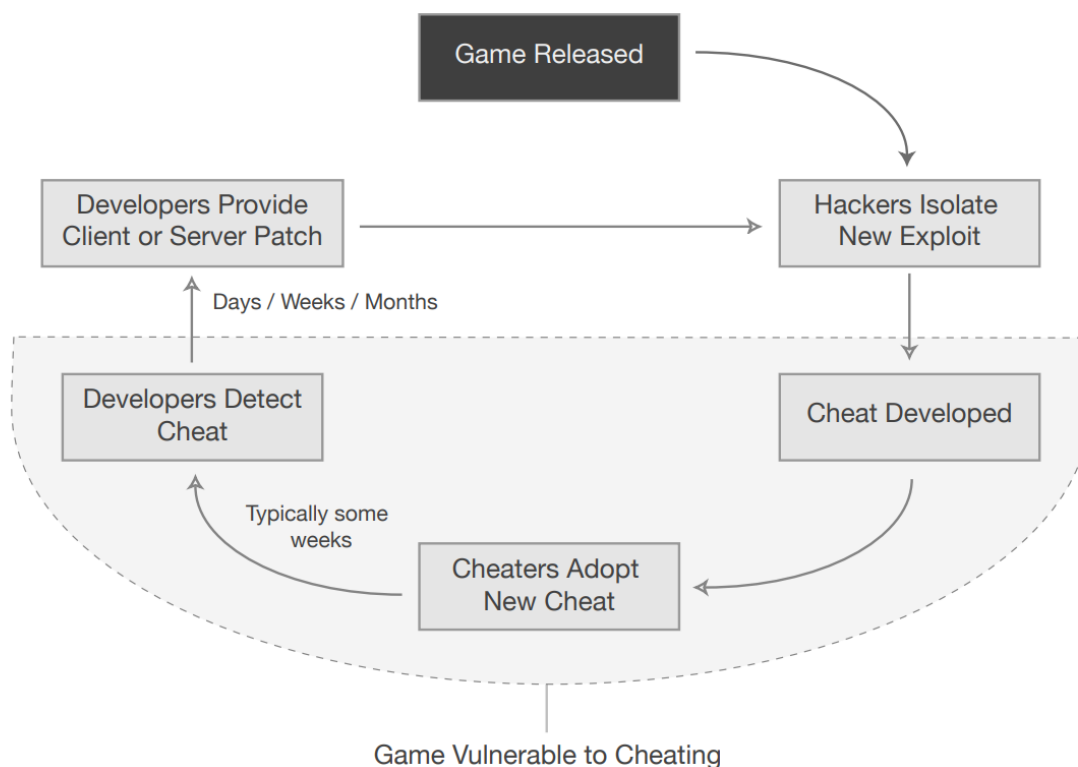 Game Released
Developers Provide
Client or Server Patch
Hackers Isolate
New Exploit
Days / Weeks / Months
Developers Detect
Cheat
Cheat Developed
Typically some
weeks
Cheaters Adopt
New Cheat
Game Vulnerable to Cheating